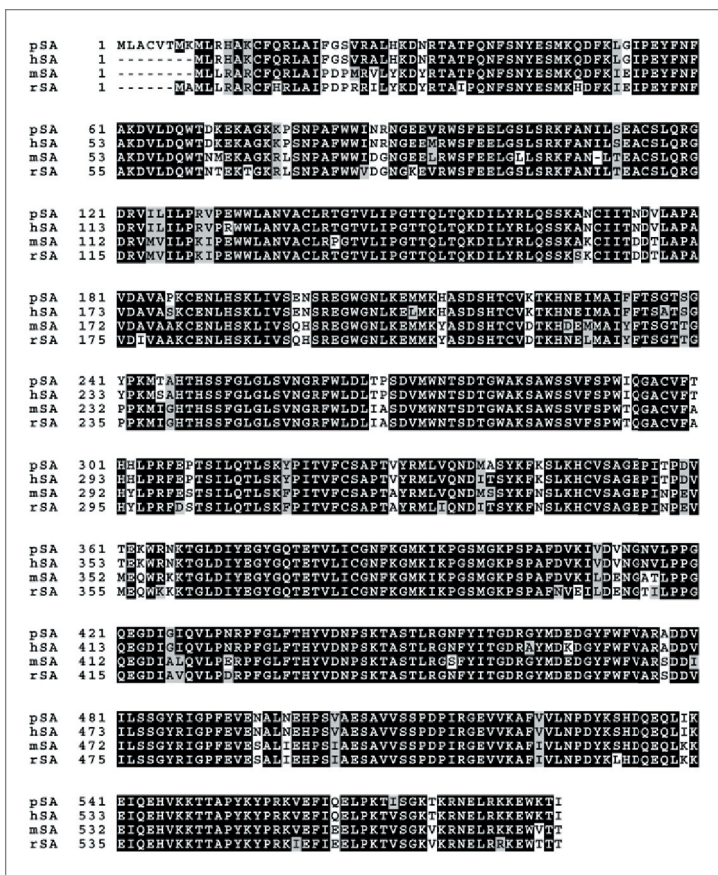 pSA 1 MLACVTMKMLRHAKCFQRLAIFGSVRALHKDNRTATPQNFSNYESMKQDFKLGIPEYFNF
hSA 1 --------MLRHAKCFQRLAIFGSVRALHKDNRTATPQNFSNYESMKQDFKLGIPEYFNF
mSA 1 --------MLLRARCFQRLAIPDPMRVLYKDYRTATPQNFSNYESMKQDFKIEIPEYFNF
rSA 1 ------MAMLLRARCFHRLAIPDPRRILYKDYRTAIPQNFSNYESMKHDFKIEIPEYFNF
pSA 61 AKDVLDQWTDKEKAGKKPSNPAFWWINRNGEEVRWSFEELGSLSRKFANILSEACSLQRG
hSA 53 AKDVLDQWTDKEKAGKKPSNPAFWWINRNGEEMRWSFEELGSLSRKFANILSEACSLQRG
mSA 53 AKDVLDQWTNMEKAGKRLSNPAFWWIDGNGEELRWSFEELGLLSRKFAN-LTEACSLQRG
rSA 55 AKDVLDQWTNTEKTGKRLSNPAFWWVDGNGKEVRWSFEELGSLSRKFANILTEACSLQRG
pSA 121 DRVILILPRVPEWWLANVACLRTGTVLIPGTTQLTQKDILYRLQSSKANCIITNDVLAPA
hSA 113 DRVILILPRVPRWWLANVACLRTGTVLIPGTTQLTQKDILYRLQSSKANCIITNDVLAPA
mSA 112 DRVMVILPKIPEWWLANVACLRPGTVLIPGTTQLTQKDILYRLQSSKAKCIITDDTLAPA
rSA 115 DRVMVILPKIPEWWLANVACLRTGTVLIPGTTQLTQKDILYRLQSSKSKCIITDDTLAPA
pSA 181 VDAVAPKCENLHSKLIVSENSREGWGNLKEMMKHASDSHTCVKTKHNEIMAIFFTSGTSG
hSA 173 VDAVASKCENLHSKLIVSENSREGWGNLKELMKHASDSHTCVKTKHNEIMAIFFTSATSG
mSA 172 VDAVAAKCENLHSKLIVSQHSREGWGNLKEMMKYASDSHTCVDTKHDEMMAIYFTSGTTG
rSA 175 VDIVAAKCENLHSKLIVSQHSREGWGNLKEMMKYASDSHTCVDTKHNELMAIYFTSGTTG
pSA 241 YPKMTAHTHSSFGLGLSVNGRFWLDLTPSDVMWNTSDTGWAKSAWSSVFSPWIQGACVFT
hSA 233 YPKMSAHTHSSFGLGLSVNGRFWLDLTPSDVMWNTSDTGWAKSAWSSVFSPWIQGACVFT
mSA 232 PPKMIGHTHSSFGLGLSVNGRFWLDLIASDVMWNTSDTGWAKSAWSSVFSPWTQGACVFA
rSA 235 PPKMIGHTHSSFGLGLSVNGRFWLDLIASDVMWNTSDTGWAKSAWSSVFSPWTQGACVFA
pSA 301 HHLPRFEPTSILQTLSKYPITVFCSAPTVYRMLVQNDMASYKFKSLKHCVSAGEPITPDV
hSA 293 HHLPRFEPTSILQTLSKFPITVFCSAPTVYRMLVQNDITSYKFKSLKHCVSAGEPITPDV
mSA 292 HYLPRFESTSILQTLSKFPITVFCSAPTAYRMLVQNDMSSYKFNSLKHCVSAGEPINPEV
rSA 295 HYLPRFDSTSILQTLSKFPITVFCSAPTAYRMLIQNDITSYKFNSLKHCVSAGEPINPEV
pSA 361 TEKWRNKTGLDIYEGYGQTETVLICGNFKGMKIKPGSMGKPSPAFDVKIVDVNGNVLPPG
hSA 353 TEKWRNKTGLDIYEGYGQTETVLICGNFKGMKIKPGSMGKPSPAFDVKIVDVNGNVLPPG
mSA 352 MEQWRKKTGLDIYEGYGQTETVLICGNFKGMKIKPGSMGKPSPAFDVKILDENGATLPPG
rSA 355 MEQWKKKTGLDIYEGYGQTETVLICGNFKGMKIKPGSMGKPSPAFNVEILDENGTILPPG
pSA 421 QEGDIGIQVLPNRPFGLFTHYVDNPSKTASTLRGNFYITGDRGYMDEDGYFWFVARADDV
hSA 413 QEGDIGIQVLPNRPFGLFTHYVDNPSKTASTLRGNFYITGDRAYMDKDGYFWFVARADDV
mSA 412 QEGDIALQVLPERPFGLFTHYVDNPSKTASTLRGSFYITGDRGYMDEDGYFWFVARSDDI
rSA 415 QEGDIAVQVLPDRPFGLFTHYVDNPSKTASTLRGNFYITGDRGYMDEDGYFWFVARSDDV
pSA 481 ILSSGYRIGPFEVENALNEHPSVAESAVVSSPDPIRGEVVKAFVVLNPDYKSHDQEQLIK
hSA 473 ILSSGYRIGPFEVENALNEHPSVAESAVVSSPDPIRGEVVKAFVVLNPDYKSHDQEQLIK
mSA 472 ILSSGYRIGPFEVESALIEHPSIAESAVVSSPDPIRGEVVKAFIVLNPDYKSHDQEQLKK
rSA 475 ILSSGYRIGPFEVESALIEHPSIAESAVVSSPDPIRGEVVKAFIVLNPDYKLHDQEQLKK
pSA 541 EIQEHVKKTTAPYKYPRKVEFIQELPKTISGKTKRNELRKKEWKTI
hSA 533 EIQEHVKKTTAPYKYPRKVEFIQELPKTVSGKTKRNELRKKEWKTI
mSA 532 EIQEHVKKTTAPYKYPRKVEFIEELPKTVSGKVKRNELRKKEWVTT
rSA 535 EIQEHVKKTTAPYKYPRKIEFIEELPKTVSGKVKRNELRRKEWTTT